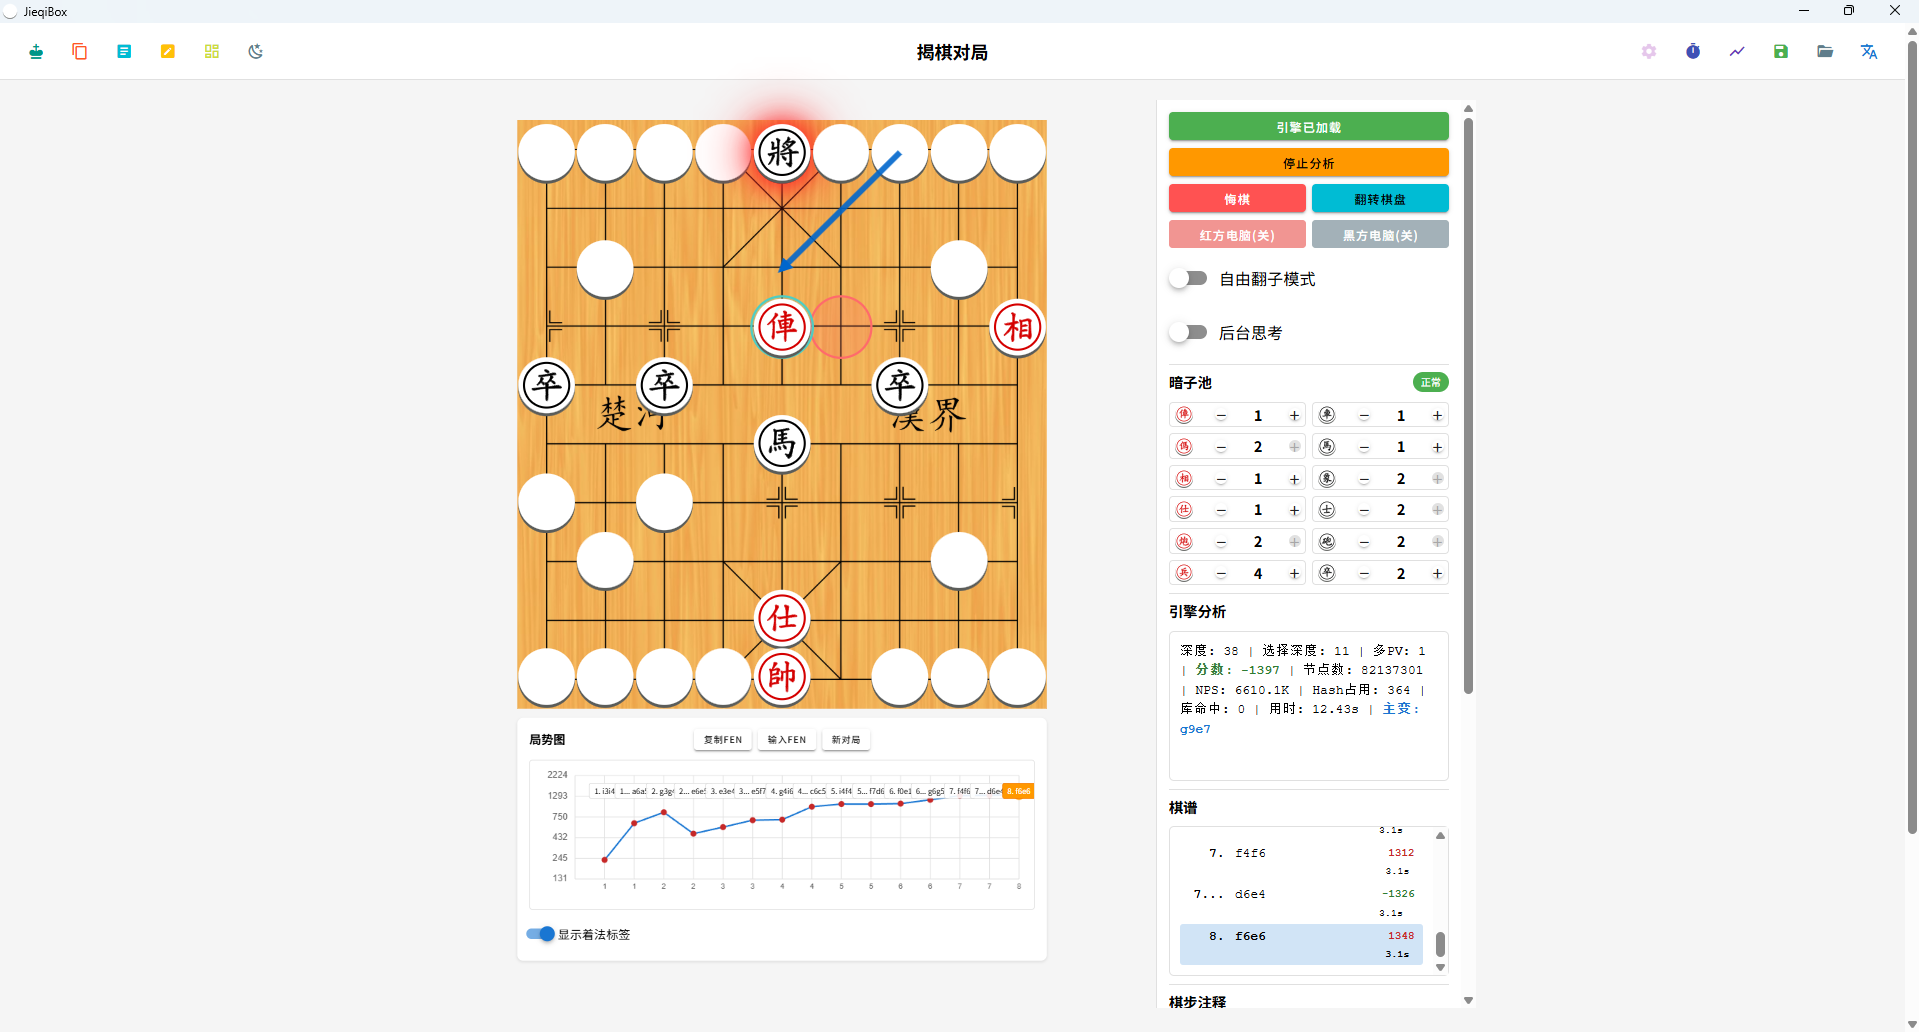 JieqiBox
揭棋对局
將
俥
相
卒
卒
卒
楚河
漢界
馬
仕
帥
局势图
复制FEN
输入FEN
新对局
2224
1293
750
432
245
131
1. i3i4
1... a6a5
2. g3g4
2... e6e5
3. e3e4
3... e5f7
4. g4i6
4... c6c5
5. i4f4
5... f7d6
6. f0e1
6... g6g5
7. f4f6
7... d6e4
8. f6e6
1 1 2 2 3 3 4 4 5 5 6 6 7 7 8
显示着法标签
引擎已加载
停止分析
悔棋
翻转棋盘
红方电脑(关)
黑方电脑(关)
自由翻子模式
后台思考
暗子池
正常
俥 − 1 + 車 − 1 +
傌 − 2 + 馬 − 1 +
相 − 1 + 象 − 2 +
仕 − 1 + 士 − 2 +
炮 − 2 + 砲 − 2 +
兵 − 4 + 卒 − 2 +
引擎分析
深度: 38 | 选择深度: 11 | 多PV: 1
| 分数: -1397 | 节点数: 82137301
| NPS: 6610.1K | Hash占用: 364 |
库命中: 0 | 用时: 12.43s | 主变:
g9e7
棋谱
3.1s
7. f4f6 1312
3.1s
7... d6e4 -1326
3.1s
8. f6e6 1348
3.1s
棋步注释